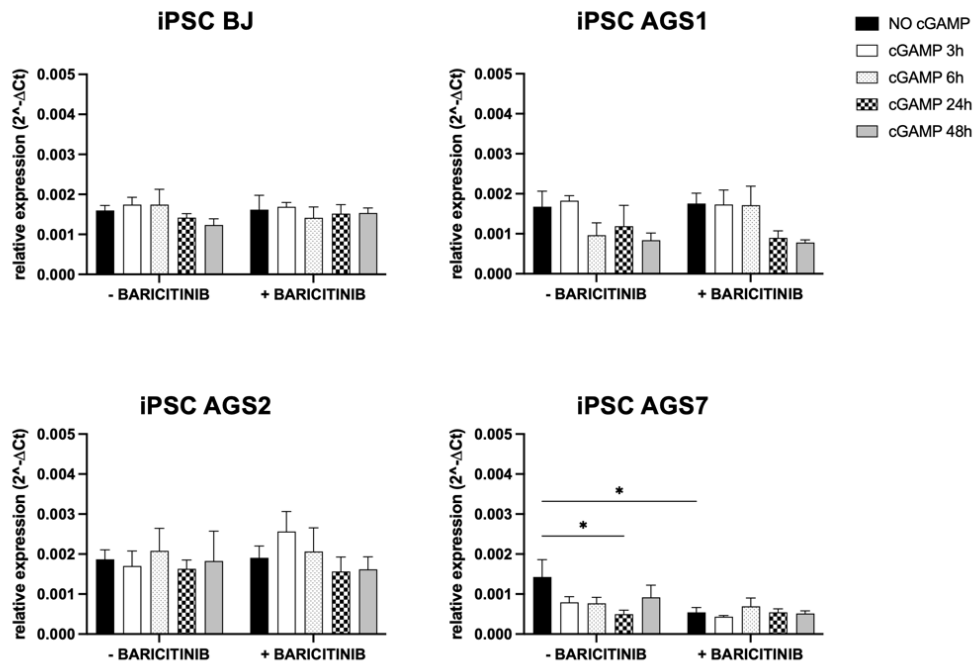 iPSC BJ
relative expression (2^-ΔCt)
0.005
0.004
0.003
0.002
0.001
0.000
- BARICITINIB + BARICITINIB
iPSC AGS1
relative expression (2^-ΔCt)
0.005
0.004
0.003
0.002
0.001
0.000
- BARICITINIB + BARICITINIB
NO cGAMP
cGAMP 3h
cGAMP 6h
cGAMP 24h
cGAMP 48h
iPSC AGS2
relative expression (2^-ΔCt)
0.005
0.004
0.003
0.002
0.001
0.000
- BARICITINIB + BARICITINIB
iPSC AGS7
relative expression (2^-ΔCt)
0.005
0.004
0.003
0.002
0.001
0.000
*
*
- BARICITINIB + BARICITINIB